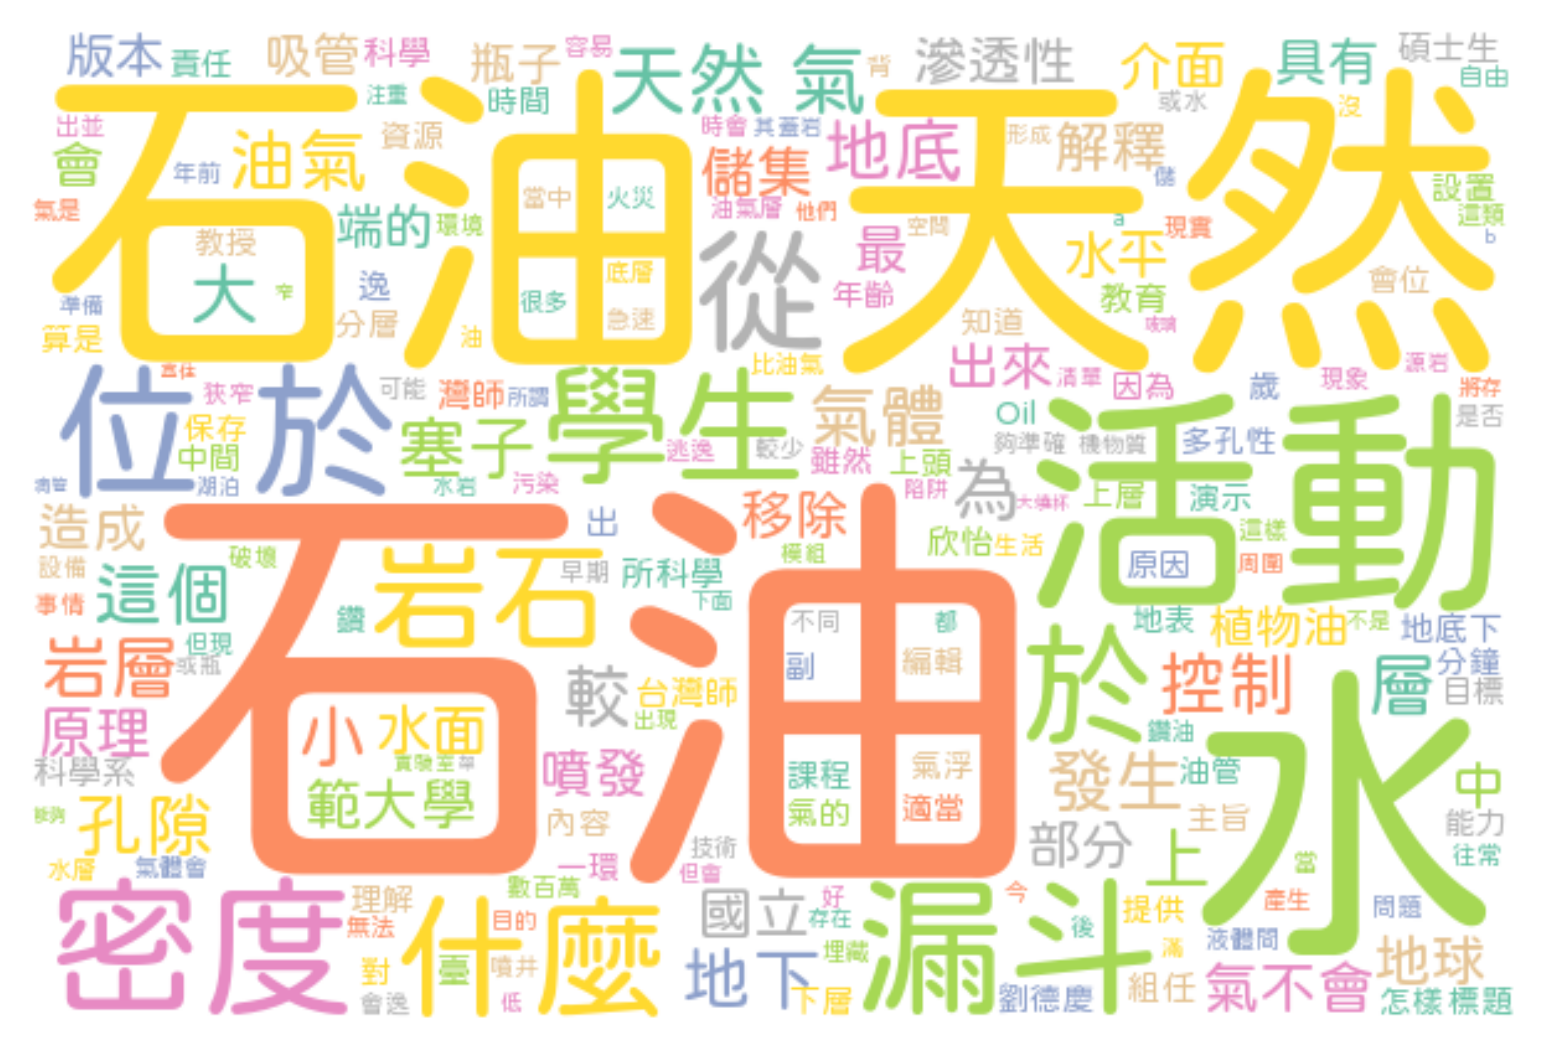 版本 責任 吸管 科學 瓶子 容易 天然 氣 背 滲透性 介面 具有 碩士生
石油 注重 時間 天然 或水 沒 自由
出並 資源 時會 其蓋岩 地底 形成 解釋
會 年前 油氣 當中 火災 儲集 儲 設置
氣是 端的 環境 油氣層 他們 a 現實 這類
教授 從 最 空間 水平 b
大 窄 逸 很多 底層 年齡 教育 會位
準備 分層 急速 知道 玻璃
算是 油 比油氣 出來 清單 因為 歲 現象 源岩
位於 狹窄 可能 灣師 所謂 學生 氣體 Oil 活動 將存
保存 塞子 逃逸 較少 雖然 上頭 夠準確 機物質 多孔性 是否
中間 湖泊 水岩 污染 陷阱 為 大燒杯 上層 演示
造成 石油 出 移除 欣怡 生活 這樣
設備 破壞 岩石 早期 所科學 模組 原因 周圍
事情 這個 鑽 下面 不同 都 於 地表 植物油 不是 地底下
岩層 但現 或瓶 較 副 編輯 控制 層 分鐘
原理 小 水面 台灣師 出現 鑽油 目標
科學系 實驗室 噴發 課程 氣浮 發生 油管 水 中
能夠 孔隙 範大學 內容 氣的 適當 部分 主旨 能力
水層 氣體會 一環 技術 但會 上 當 往常
密度 理解 數百萬 國立 好 漏斗 今 提供 產生 問題
無法 什麼 目的 存在 後 液體間
對 臺 噴井 地下 埋藏 滿 地球
會逸 低 下層 劉德慶 組任 氣不會 怎樣 標題